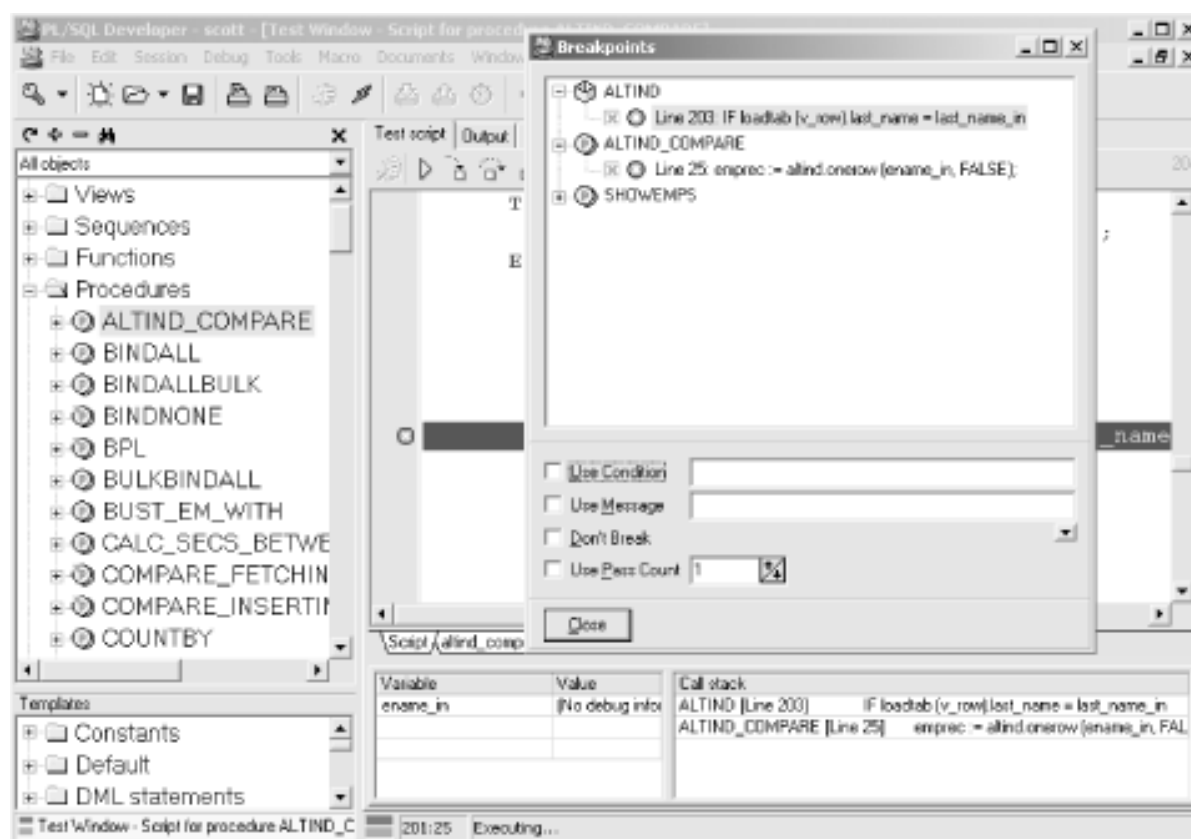 PL/SQL Developer - scott - [Test Window - Script for procedure ALTIND_COMPARE]
File Edit Session Debug Tools Macro Documents Window
All objects
Views
Sequences
Functions
Procedures
ALTIND_COMPARE
BINDALL
BINDALLBULK
BINDNONE
BPL
BULKBINDALL
BUST_EM_WITH
CALC_SECS_BETWE
COMPARE_FETCHIN
COMPARE_INSERTIN
COUNTBY
Templates
Constants
Default
DML statements
Test Window - Script for procedure ALTIND_C
Test script Output
T
;
E
_name
Script altind_comp
Breakpoints
ALTIND
Line 203: IF loadtab (v_row).last_name = last_name_in
ALTIND_COMPARE
Line 25: emprec := altind.onerow (ename_in, FALSE);
SHOWEMPS
Use Condition
Use Message
Don't Break
Use Pass Count 1
Close
Variable Value
ename_in (No debug infor
Call stack
ALTIND [Line 203] IF loadtab (v_row).last_name = last_name_in
ALTIND_COMPARE [Line 25] emprec := altind.onerow (ename_in, FAL
201:25 Executing...